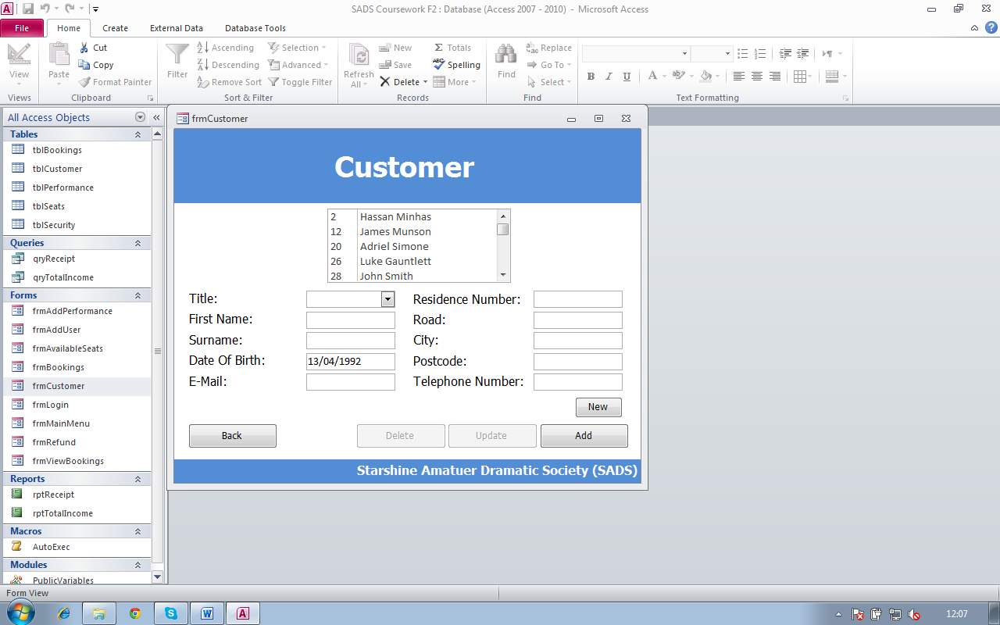 SADS Coursework F2 : Database (Access 2007 - 2010) - Microsoft Access
File Home Create External Data Database Tools
View
Views
Paste
Cut
Copy
Format Painter
Clipboard
Filter
Ascending
Descending
Remove Sort
Selection
Advanced
Toggle Filter
Sort & Filter
Refresh
All
New
Save
Delete
Totals
Spelling
More
Records
Find
Replace
Go To
Select
Find
B I U
A
ab
Text Formatting
All Access Objects
Tables
tblBookings
tblCustomer
tblPerformance
tblSeats
tblSecurity
Queries
qryReceipt
qryTotalIncome
Forms
frmAddPerformance
frmAddUser
frmAvailableSeats
frmBookings
frmCustomer
frmLogin
frmMainMenu
frmRefund
frmViewBookings
Reports
rptReceipt
rptTotalIncome
Macros
AutoExec
Modules
PublicVariables
frmCustomer
Customer
2 Hassan Minhas
12 James Munson
20 Adriel Simone
26 Luke Gauntlett
28 John Smith
Title:
First Name:
Surname:
Date Of Birth: 13/04/1992
E-Mail:
Residence Number:
Road:
City:
Postcode:
Telephone Number:
New
Back Delete Update Add
Starshine Amatuer Dramatic Society (SADS)
Form View
12:07